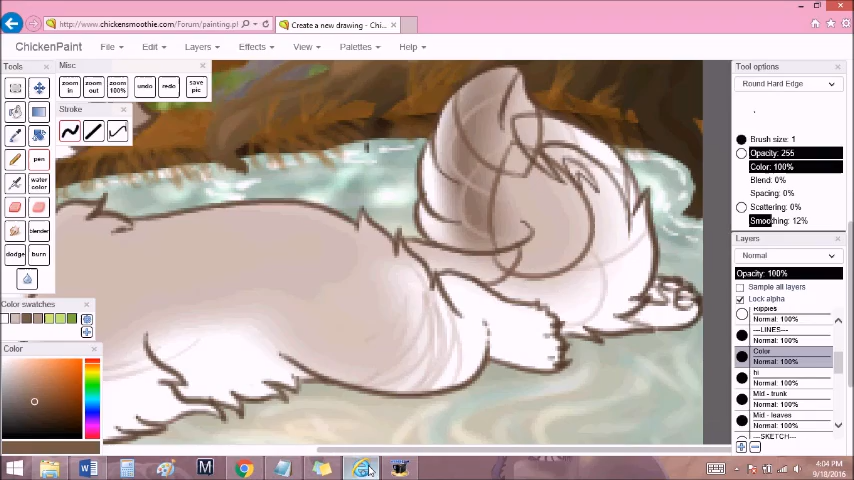 http://www.chickensmoothie.com/Forum/painting.pl
Create a new drawing - Chi...
ChickenPaint
File
Edit
Layers
Effects
View
Palettes
Help
Tools
Misc
zoom in
zoom out
zoom 100%
undo
redo
save pic
Stroke
pen
water color
blender
dodge
burn
Color swatches
Color
Tool options
Round Hard Edge
Brush size: 1
Opacity: 255
Color: 100%
Blend: 0%
Spacing: 0%
Scattering: 0%
Smoothing: 12%
Layers
Normal
Opacity: 100%
Sample all layers
Lock alpha
Ripples
Normal: 100%
---LINES---
Normal: 100%
Color
Normal: 100%
hi
Normal: 100%
Mid - trunk
Normal: 100%
Mid - leaves
Normal: 100%
---SKETCH---
4:04 PM
9/18/2016